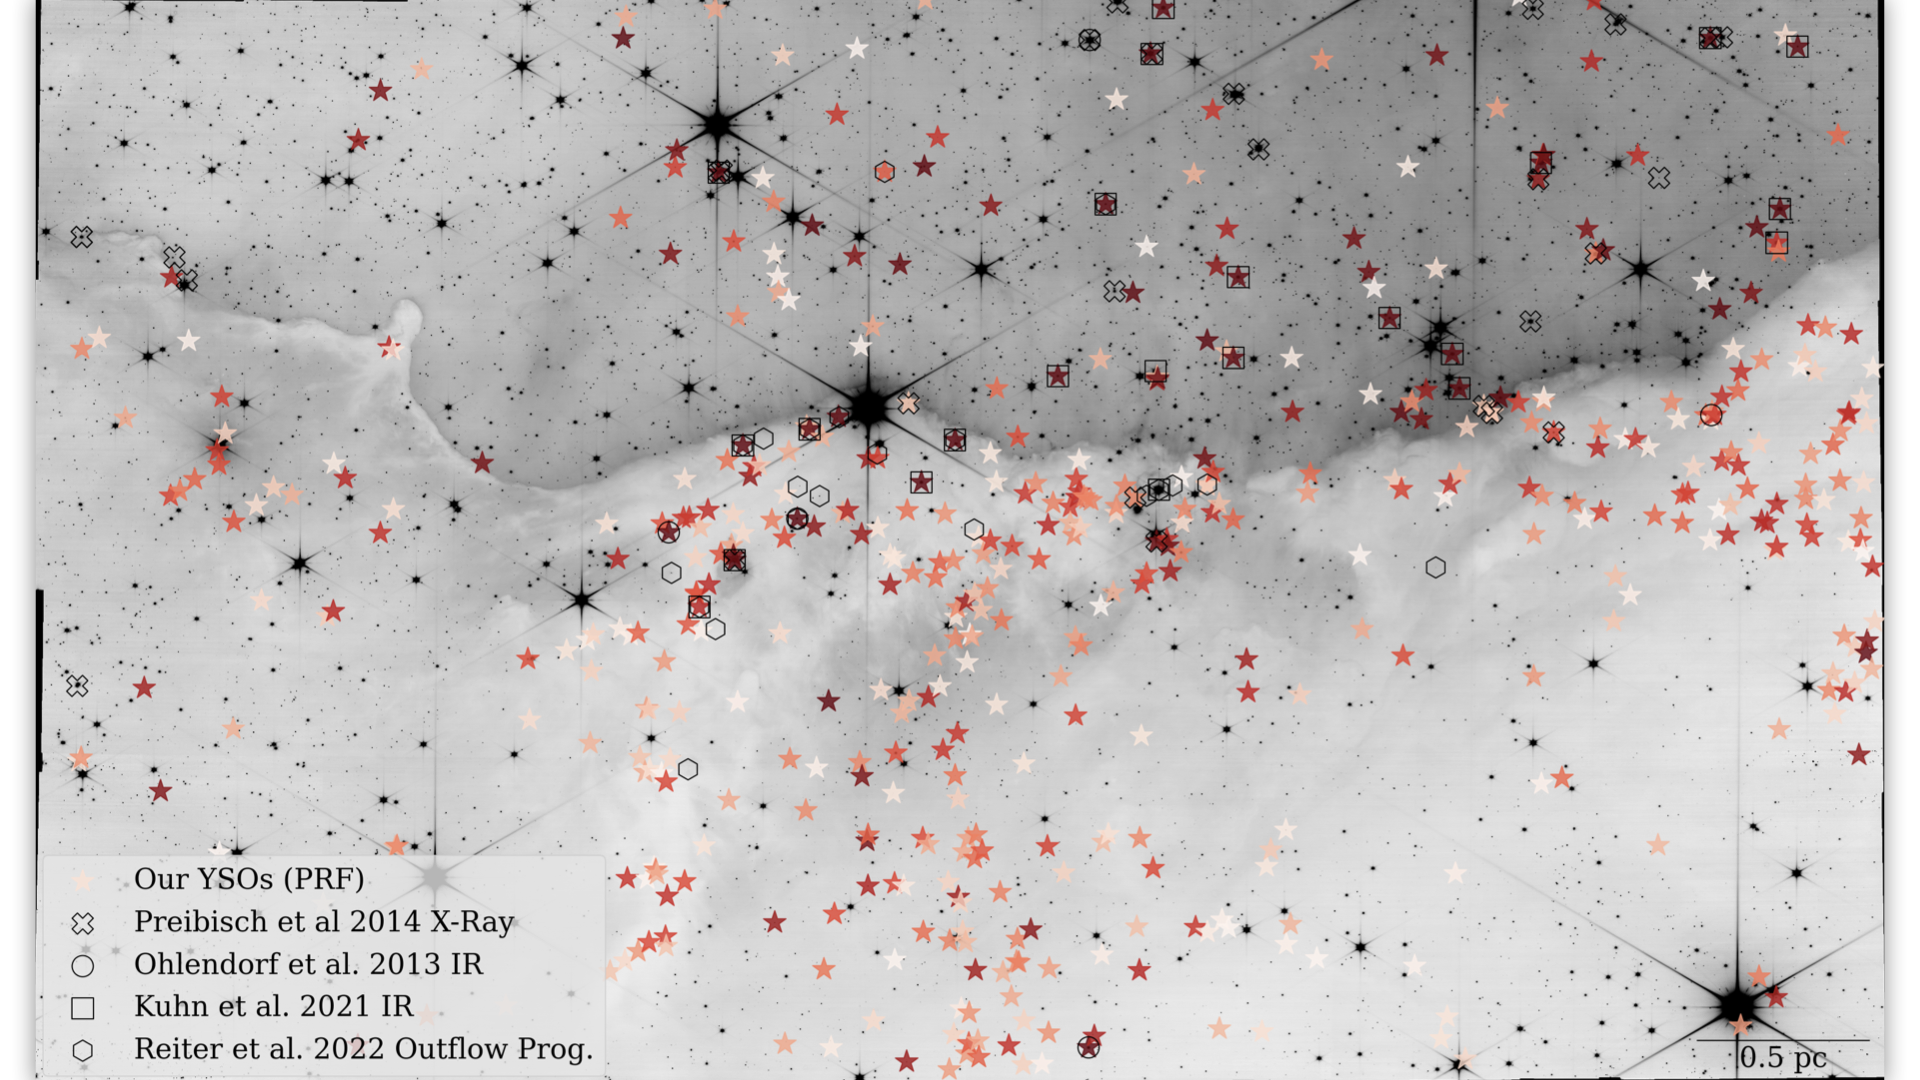 Our YSOs (PRF)
Preibisch et al 2014 X-Ray
Ohlendorf et al. 2013 IR
Kuhn et al. 2021 IR
Reiter et al. 2022 Outflow Prog.
0.5 pc